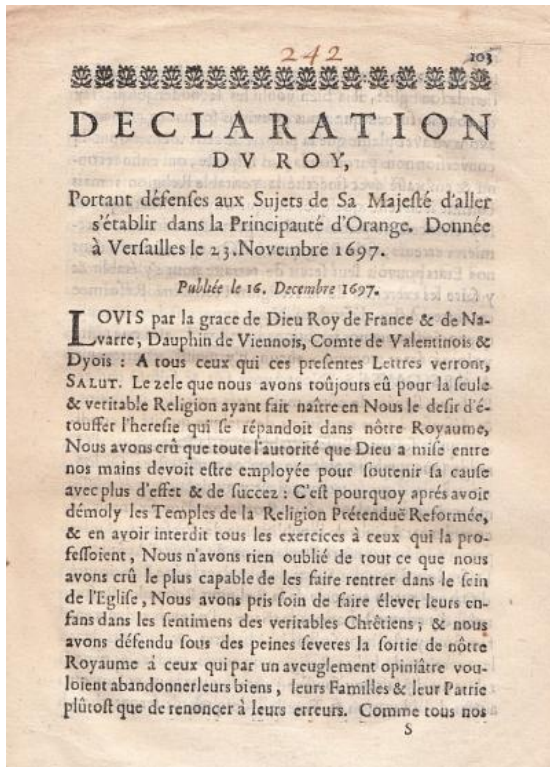 242
103
DECLARATION
DV ROY,
Portant défenses aux Sujets de Sa Majesté d'aller
s'établir dans la Principauté d'Orange. Donnée
à Versailles le 23. Novembre 1697.
Publiée le 16. Decembre 1697.
LOVIS par la grace de Dieu Roy de France & de Na-
varre, Dauphin de Viennois, Comte de Valentinois &
Dyois : A tous ceux qui ces presentes Lettres verront,
SALUT. Le zele que nous avons toûjours eû pour la seule
& veritable Religion ayant fait naître en Nous le desir d'é-
touffer l'heresie qui se répandoit dans nôtre Royaume,
Nous avons crû que toute l'autorité que Dieu a mise entre
nos mains devoit estre employée pour soutenir sa cause
avec plus d'effet & de succez : C'est pourquoy aprés avoir
démoly les Temples de la Religion Prétenduë Reformée,
& en avoir interdit tous les exercices à ceux qui la pro-
fessoient, Nous n'avons rien oublié de tout ce que nous
avons crû le plus capable de les faire rentrer dans le sein
de l'Eglise, Nous avons pris soin de faire élever leurs en-
fans dans les sentimens des veritables Chrêtiens ; & nous
avons défendu sous des peines severes la sortie de nôtre
Royaume à ceux qui par un aveuglement opiniâtre vou-
loient abandonnerleurs biens, leurs Familles & leur Patrie
plûtost que de renoncer à leurs erreurs. Comme tous nos
S